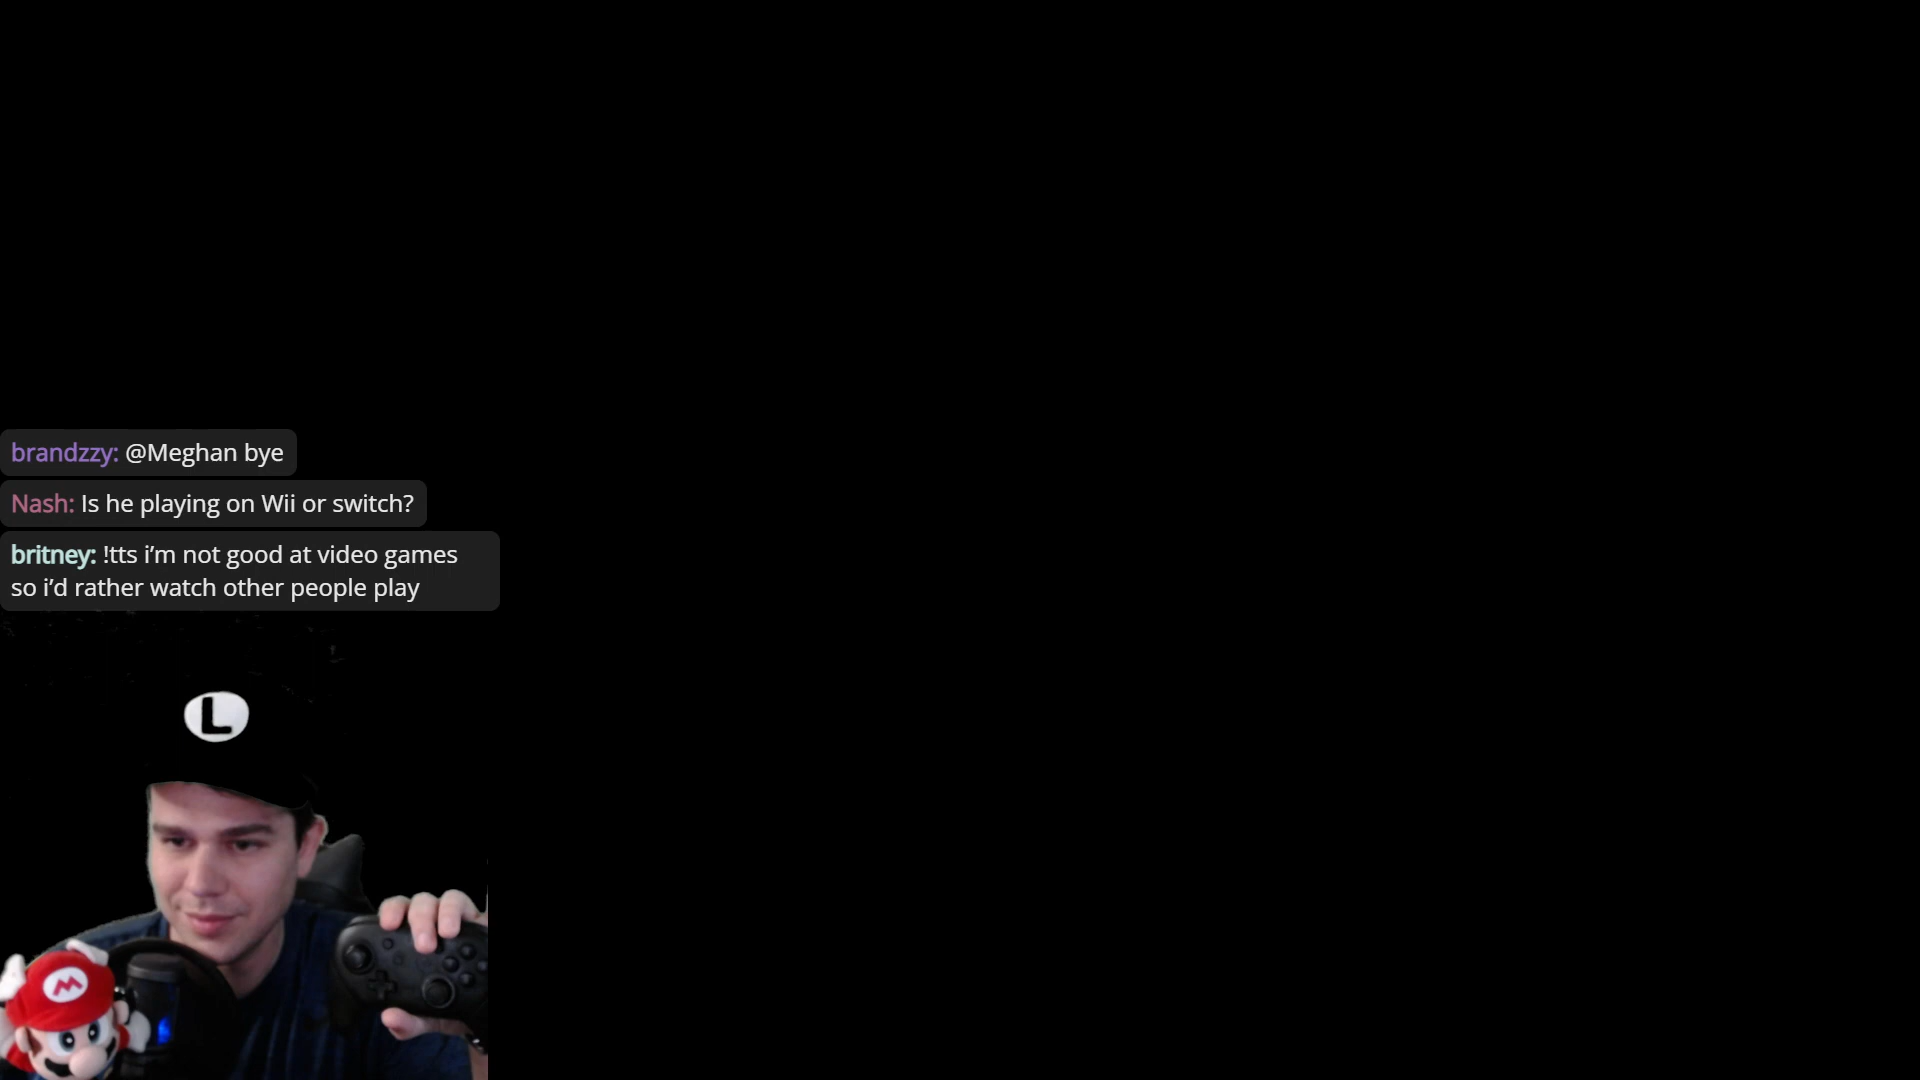 brandzzy: @Meghan bye
Nash: Is he playing on Wii or switch?
britney: !tts i’m not good at video games
so i’d rather watch other people play
L
M